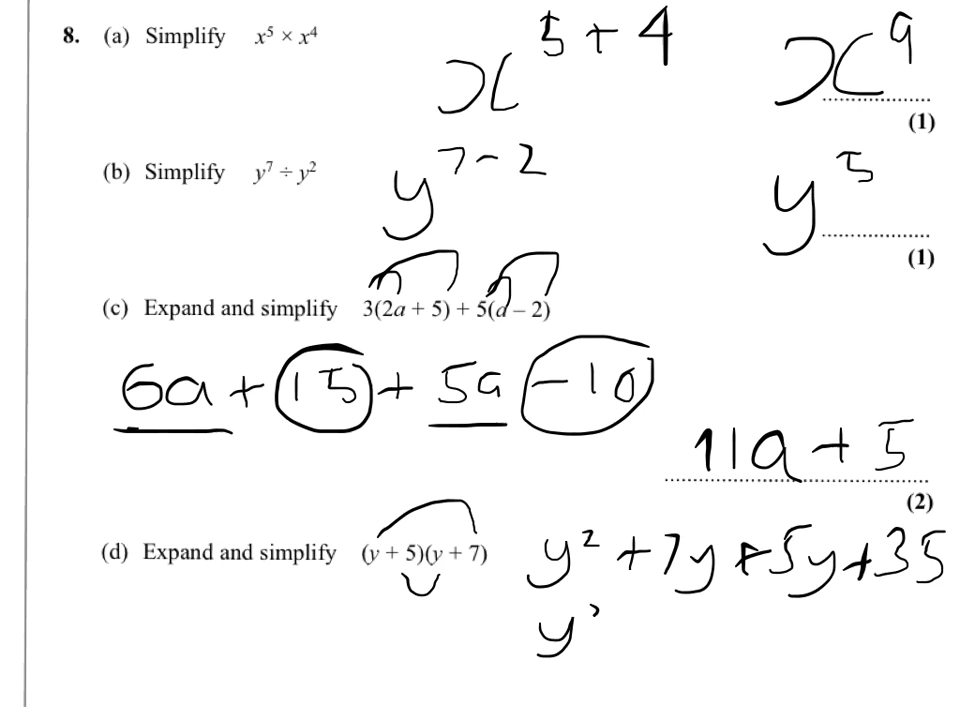 8. (a) Simplify x⁵ × x⁴
x⁵⁺⁴ x⁹
(1)
(b) Simplify y⁷ ÷ y²
y⁷⁻² y⁵
(1)
(c) Expand and simplify 3(2a + 5) + 5(a – 2)
6a + 15 + 5a - 10
11a + 5
(2)
(d) Expand and simplify (y + 5)(y + 7) y² + 7y + 5y + 35
y²